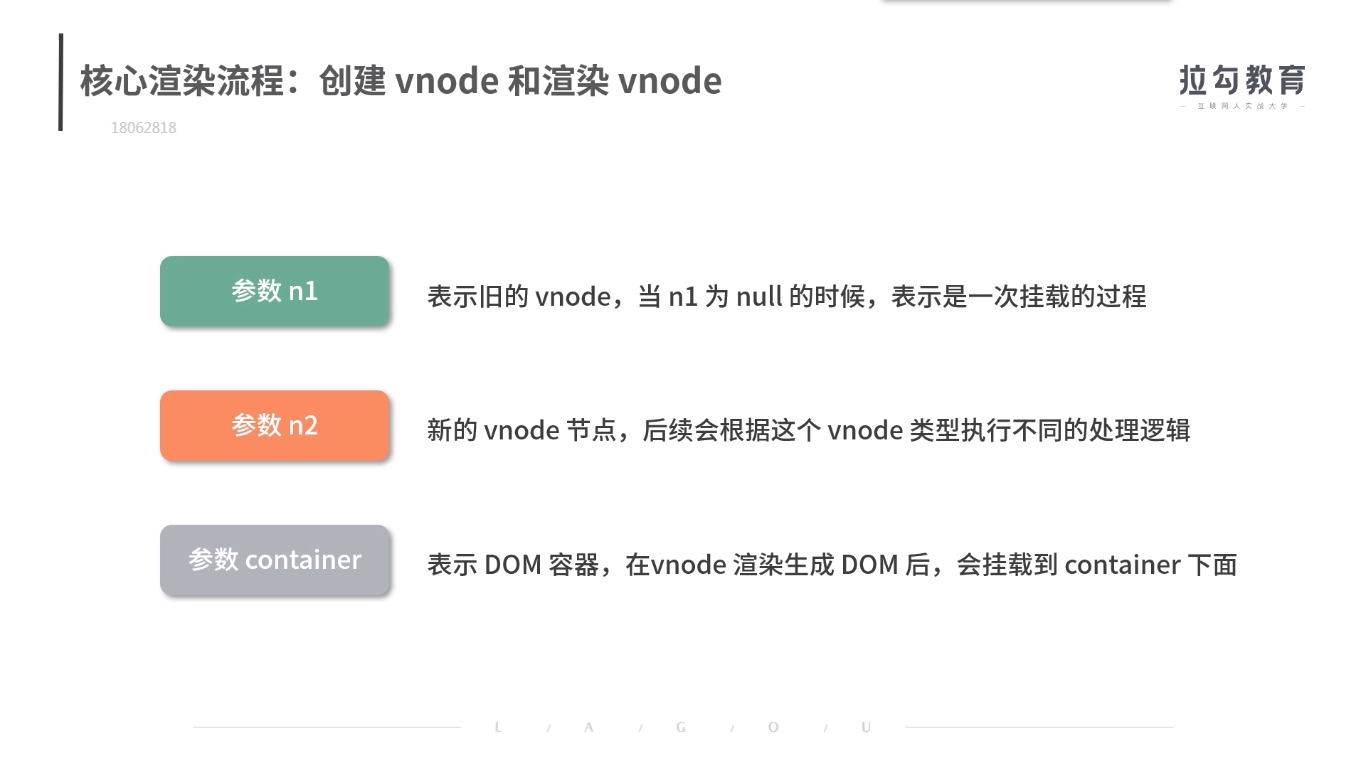 核心渲染流程：创建 vnode 和渲染 vnode
拉勾教育
互联网人实战大学
18062818
参数 n1
表示旧的 vnode，当 n1 为 null 的时候，表示是一次挂载的过程
参数 n2
新的 vnode 节点，后续会根据这个 vnode 类型执行不同的处理逻辑
参数 container
表示 DOM 容器，在vnode 渲染生成 DOM 后，会挂载到 container 下面
L / A / G / O / U